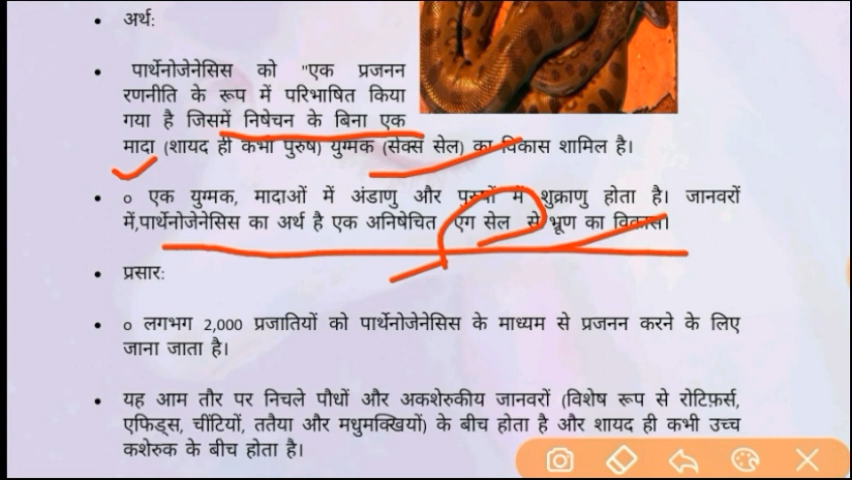 • अर्थ:
• पार्थेनोजेनेसिस को "एक प्रजनन
रणनीति के रूप में परिभाषित किया
गया है जिसमें निषेचन के बिना एक
मादा (शायद ही कभी पुरुष) युग्मक (सेक्स सेल) का विकास शामिल है।
• o एक युग्मक, मादाओं में अंडाणु और पुरुषों में शुक्राणु होता है। जानवरों
में,पार्थेनोजेनेसिस का अर्थ है एक अनिषेचित एग सेल से भ्रूण का विकास।
• प्रसार:
• o लगभग 2,000 प्रजातियों को पार्थेनोजेनेसिस के माध्यम से प्रजनन करने के लिए
जाना जाता है।
• यह आम तौर पर निचले पौधों और अकशेरुकीय जानवरों (विशेष रूप से रोटिफ़र्स,
एफिड्स, चींटियों, ततैया और मधुमक्खियों) के बीच होता है और शायद ही कभी उच्च
कशेरुक के बीच होता है।